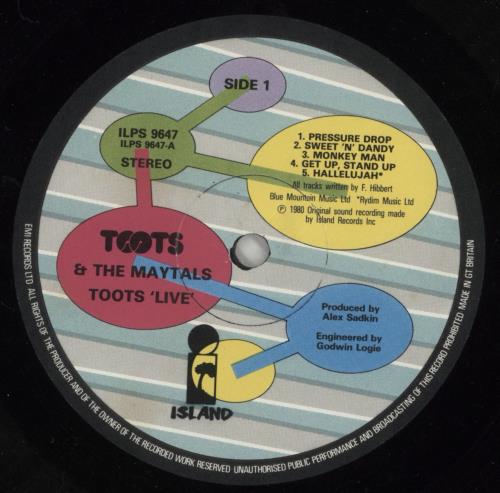 SIDE 1
ILPS 9647
ILPS 9647-A
STEREO
1. PRESSURE DROP
2. SWEET 'N' DANDY
3. MONKEY MAN
4. GET UP, STAND UP
5. HALLELUJAH*
All tracks written by F. Hibbert
Blue Mountain Music Ltd *Rydim Music Ltd
℗ 1980 Original sound recording made
by Island Records Inc
TOOTS
& THE MAYTALS
TOOTS 'LIVE'
Produced by
Alex Sadkin
Engineered by
Godwin Logie
ISLAND
EMI RECORDS LTD. ALL RIGHTS OF THE PRODUCER AND OF THE OWNER OF THE RECORDED WORK RESERVED UNAUTHORISED PUBLIC PERFORMANCE AND BROADCASTING OF THIS RECORD PROHIBITED MADE IN GT BRITAIN